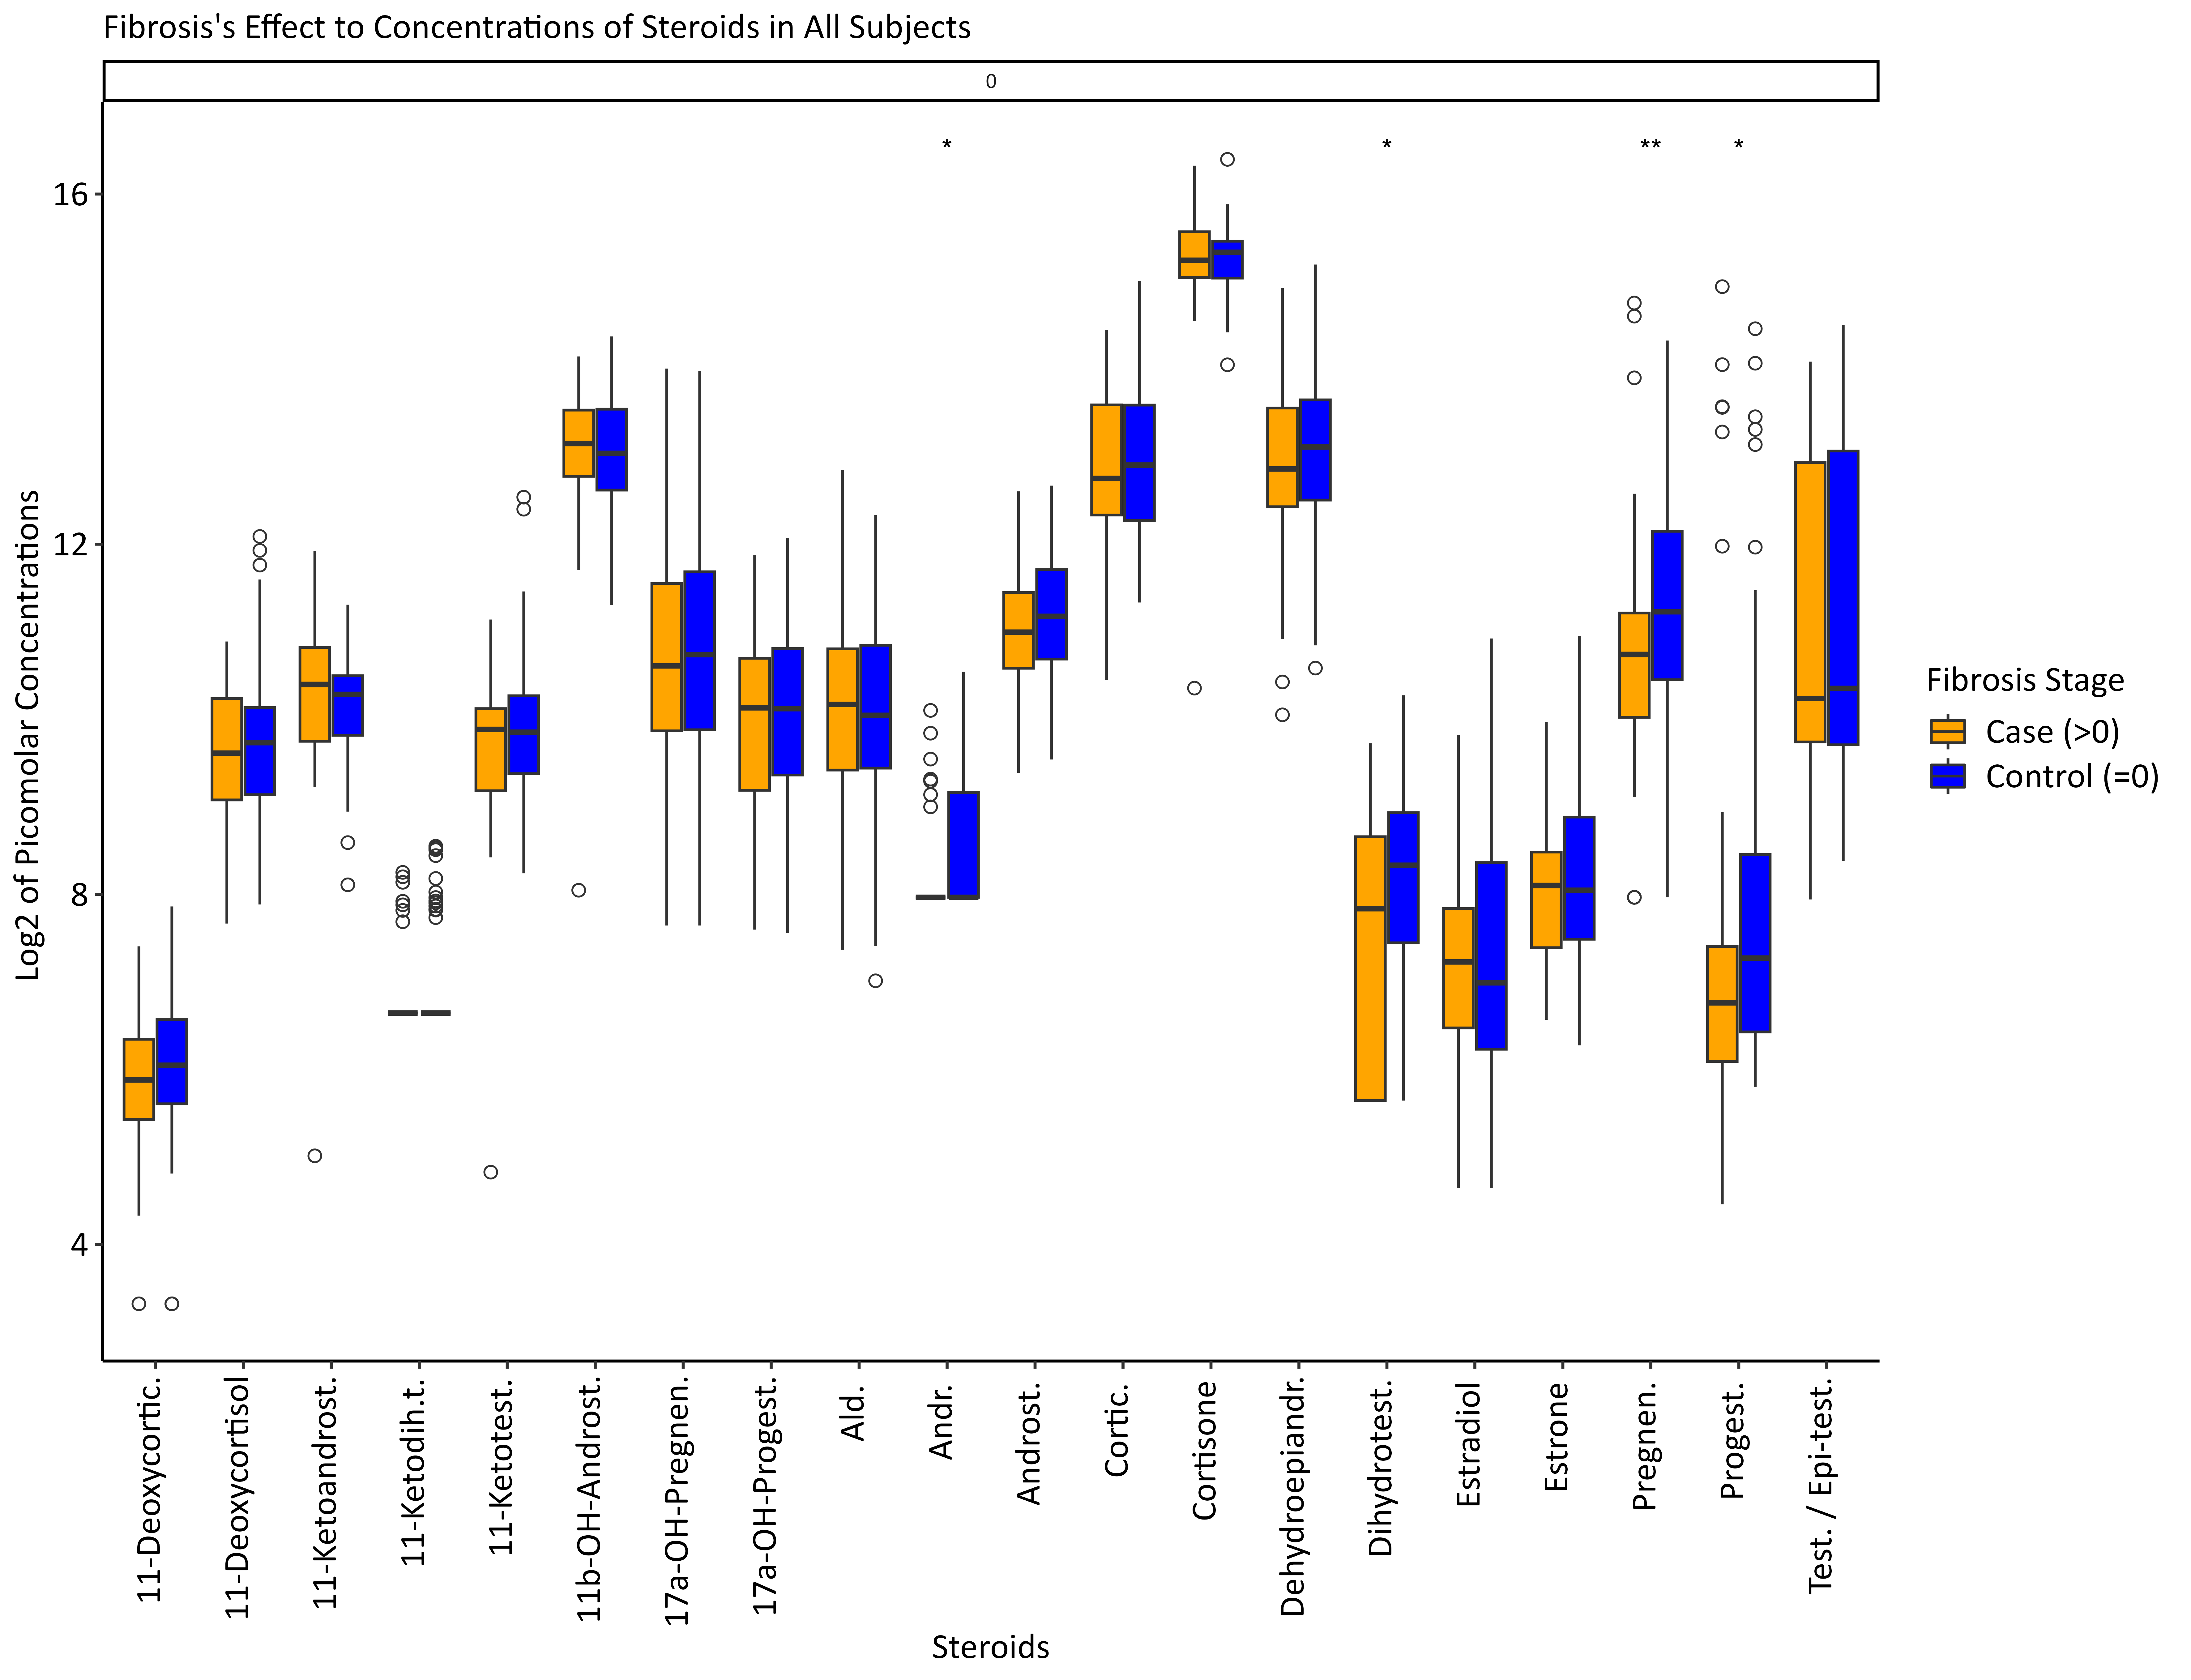 Fibrosis's Effect to Concentrations of Steroids in All Subjects
0
* * ** *
16
12
8
4
Log2 of Picomolar Concentrations
11-Deoxycortic.
11-Deoxycortisol
11-Ketoandrost.
11-Ketodih.t.
11-Ketotest.
11b-OH-Androst.
17a-OH-Pregnen.
17a-OH-Progest.
Ald.
Andr.
Androst.
Cortic.
Cortisone
Dehydroepiandr.
Dihydrotest.
Estradiol
Estrone
Pregnen.
Progest.
Test. / Epi-test.
Steroids
Fibrosis Stage
Case (>0)
Control (=0)